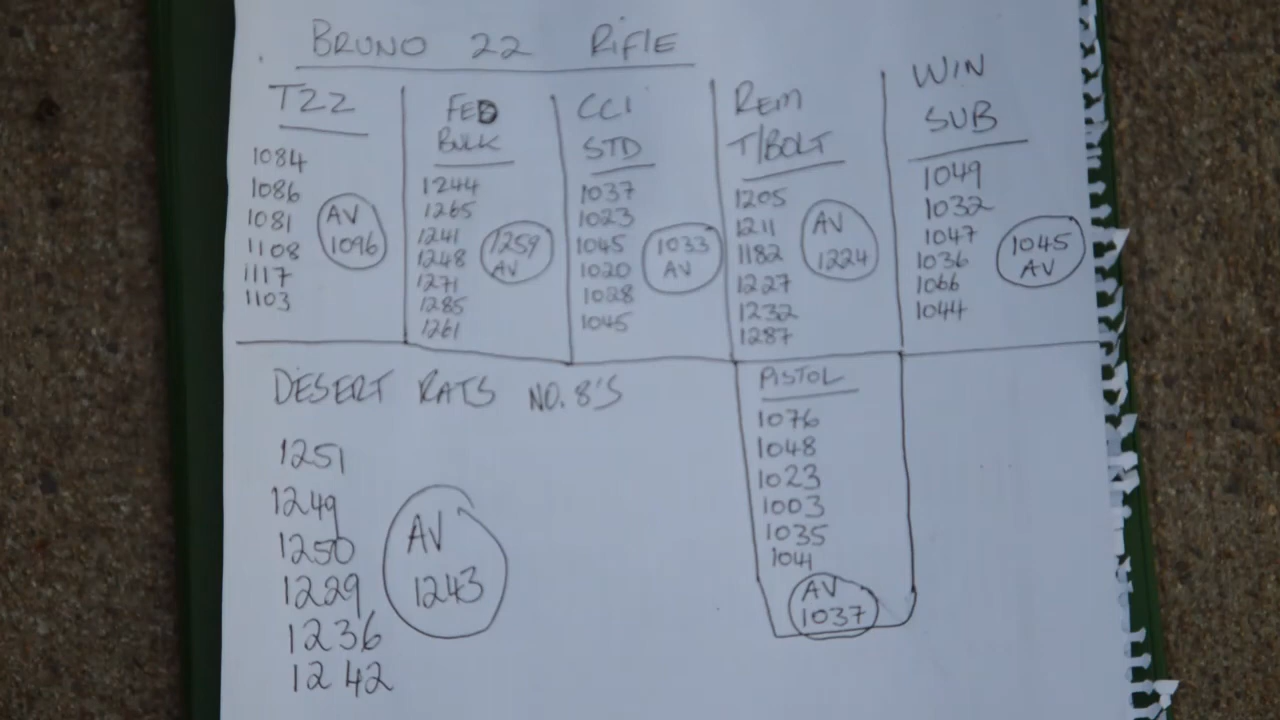 BRUNO 22 RIFLE
T22
1084
1086
1081
1108
1117
1103
AV
1096
FED
BULK
1244
1265
1241
1248
1271
1285
1261
1259
AV
CCI
STD
1037
1023
1045
1020
1028
1045
1033
AV
REM
T/BOLT
1205
1211
1182
1227
1232
1287
AV
1224
WIN
SUB
1049
1032
1047
1036
1066
1044
1045
AV
DESERT RATS NO.8'S
1251
1249
1250
1229
1236
1242
AV
1243
PISTOL
1076
1048
1023
1003
1035
1041
AV
1037